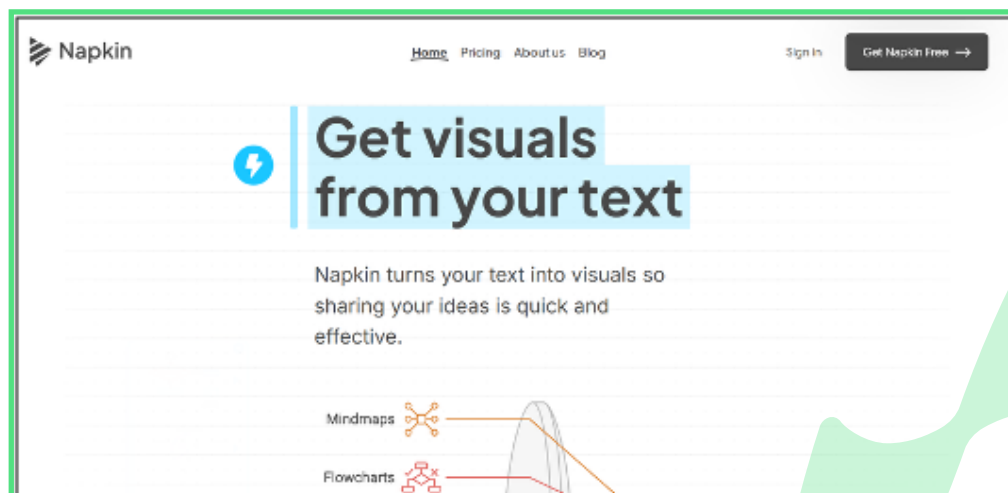 Napkin
Home Pricing About us Blog
Sign In
Get Napkin Free →
Get visuals
from your text
Napkin turns your text into visuals so
sharing your ideas is quick and
effective.
Mindmaps
Flowcharts